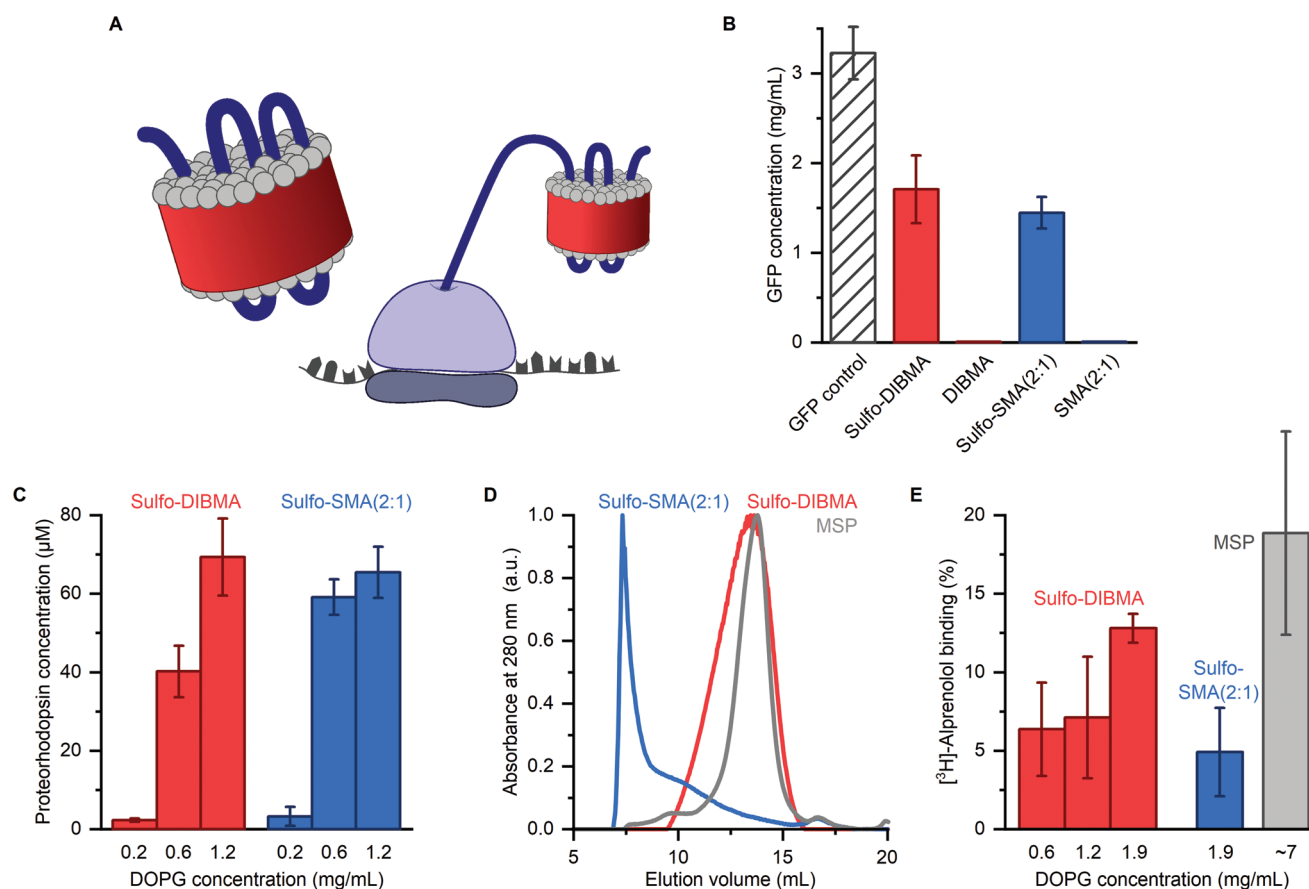 A
B
GFP concentration (mg/mL)
3
2
1
0
GFP control
Sulfo-DIBMA
DIBMA
Sulfo-SMA(2:1)
SMA(2:1)
C
Sulfo-DIBMA
Sulfo-SMA(2:1)
Proteorhodopsin concentration (µM)
80
60
40
20
0
0.2 0.6 1.2 0.2 0.6 1.2
DOPG concentration (mg/mL)
D
Sulfo-SMA(2:1)
Sulfo-DIBMA
MSP
Absorbance at 280 nm (a.u.)
1.0
0.8
0.6
0.4
0.2
0.0
5 10 15 20
Elution volume (mL)
E
[³H]-Alprenolol binding (%)
20
15
10
5
0
Sulfo-DIBMA
Sulfo-
SMA(2:1)
MSP
0.6 1.2 1.9 1.9 ~7
DOPG concentration (mg/mL)